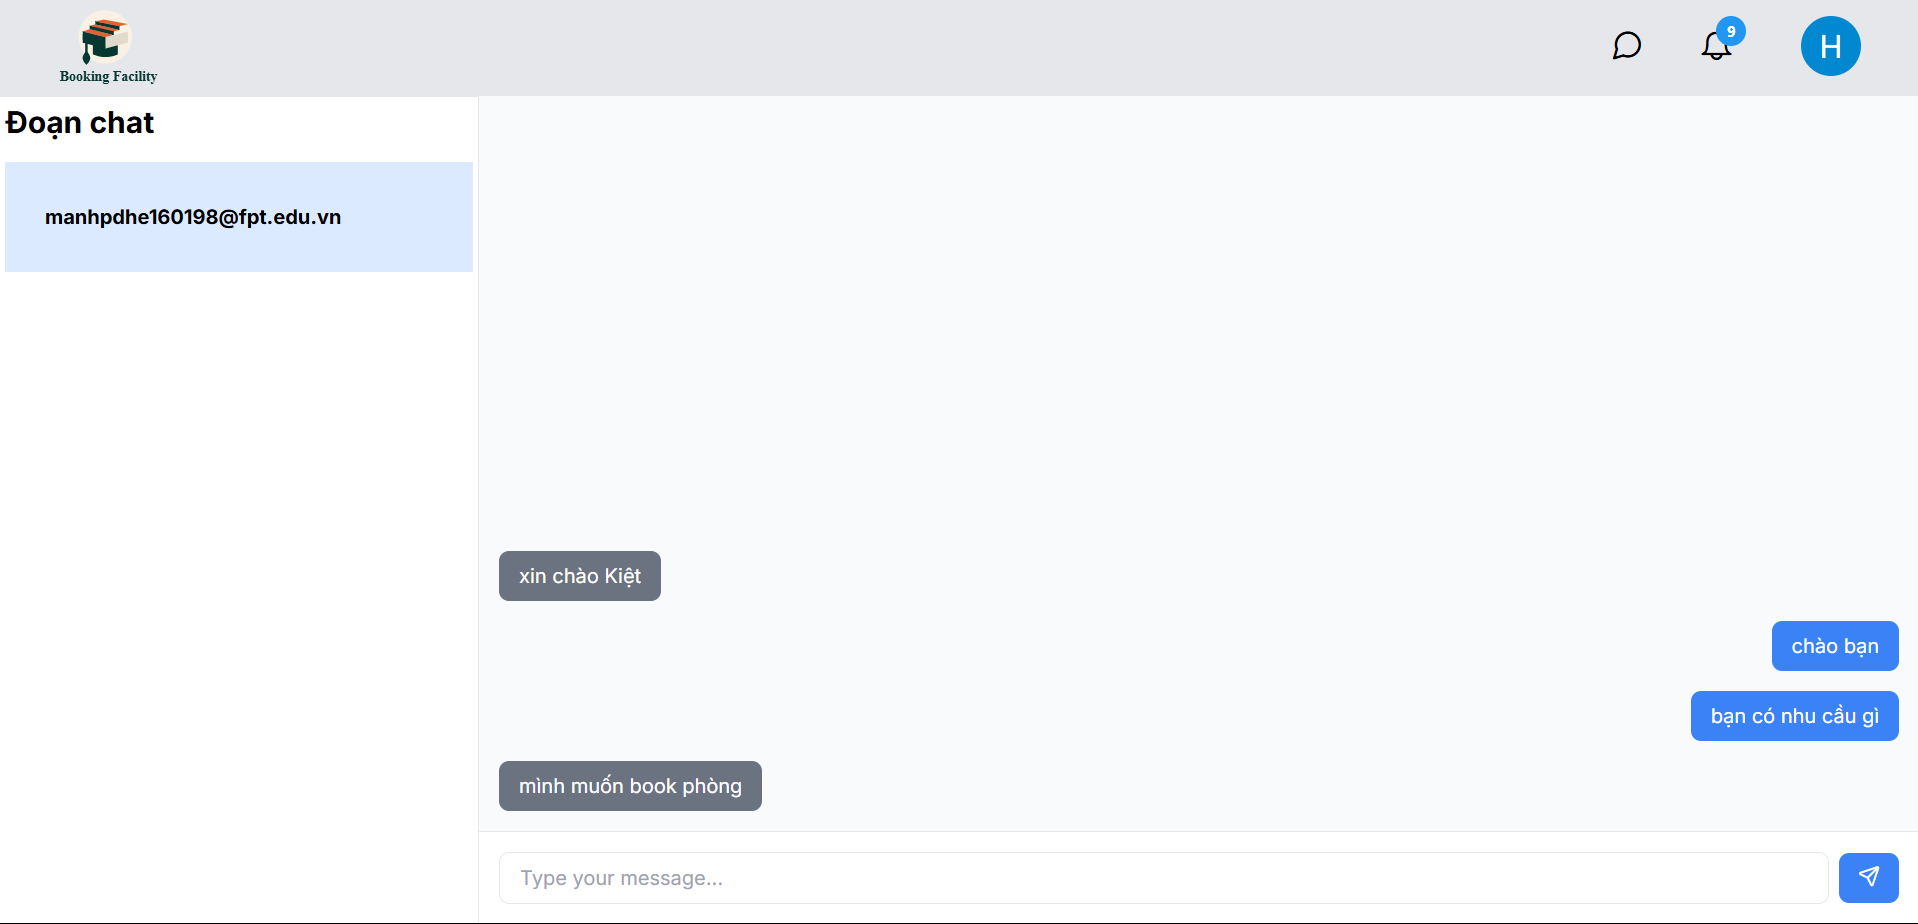 Booking Facility
9
H
Đoạn chat
manhpdhe160198@fpt.edu.vn
xin chào Kiệt
chào bạn
bạn có nhu cầu gì
mình muốn book phòng
Type your message...